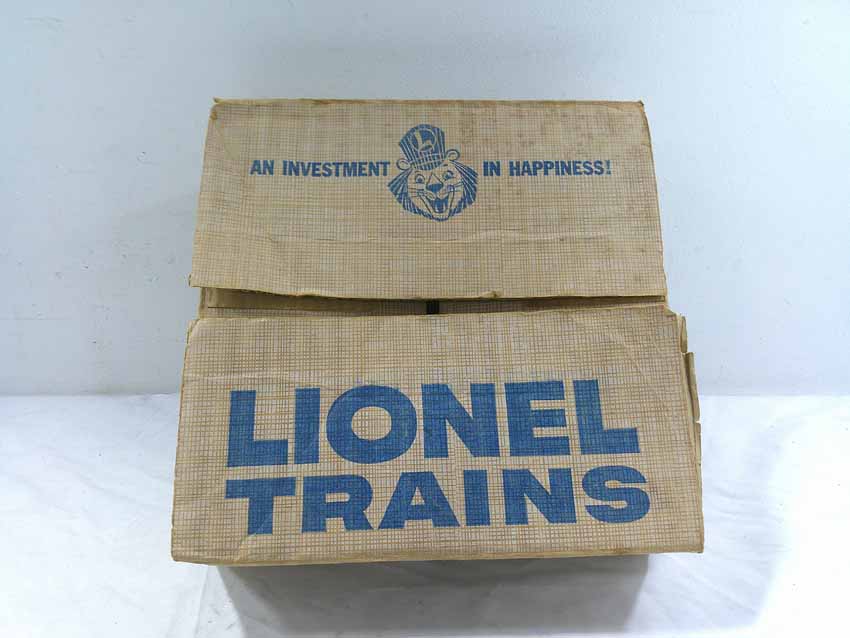 AN INVESTMENT IN HAPPINESS!
L
LIONEL
TRAINS